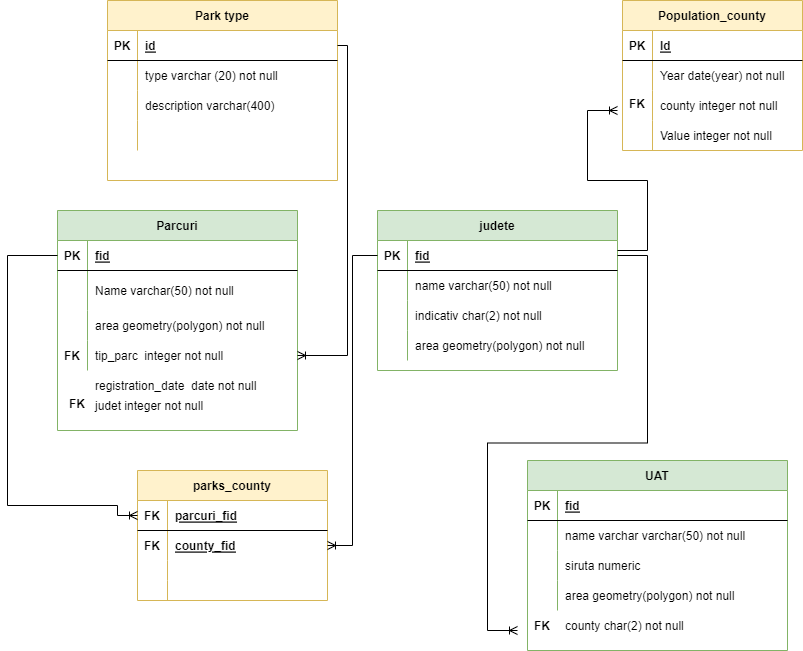 Park type
PK id
type varchar (20) not null
description varchar(400)
Population_county
PK Id
Year date(year) not null
FK county integer not null
Value integer not null
Parcuri
PK fid
Name varchar(50) not null
area geometry(polygon) not null
FK tip_parc integer not null
registration_date date not null
FK judet integer not null
judete
PK fid
name varchar(50) not null
indicativ char(2) not null
area geometry(polygon) not null
parks_county
FK parcuri_fid
FK county_fid
UAT
PK fid
name varchar varchar(50) not null
siruta numeric
area geometry(polygon) not null
FK county char(2) not null